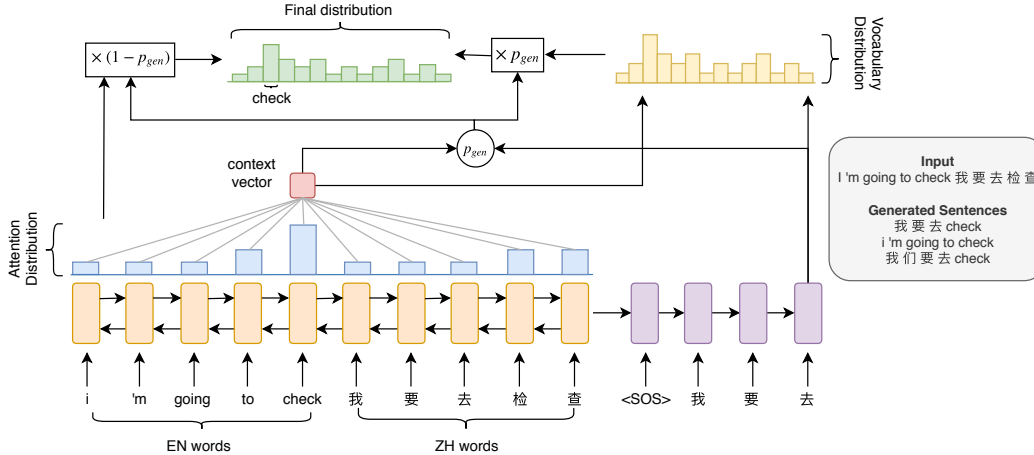 Final distribution
× (1 − p_gen)
× p_gen
Vocabulary
Distribution
check
p_gen
context
vector
Attention
Distribution
Input
I 'm going to check 我 要 去 检 查
Generated Sentences
我 要 去 check
i 'm going to check
我 们 要 去 check
i 'm going to check 我 要 去 检 查 <SOS> 我 要 去
EN words
ZH words